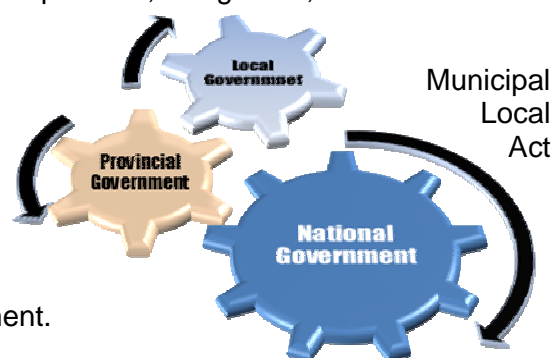 Local
Governmnet
Municipal
Local
Act
Provincial
Government
National
Government
ment.